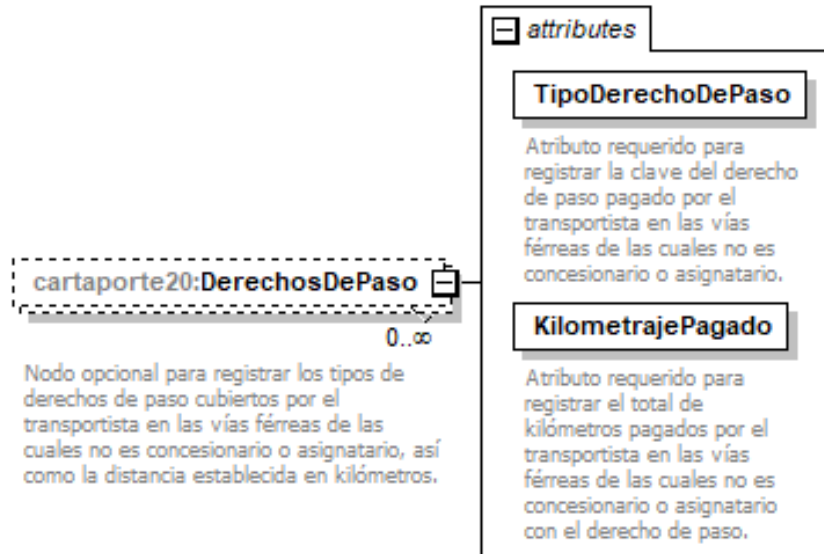 attributes
TipoDerechoDePaso
Atributo requerido para
registrar la clave del derecho
de paso pagado por el
transportista en las vías
férreas de las cuales no es
concesionario o asignatario.
cartaporte20:DerechosDePaso
0..∞
Nodo opcional para registrar los tipos de
derechos de paso cubiertos por el
transportista en las vías férreas de las
cuales no es concesionario o asignatario, así
como la distancia establecida en kilómetros.
KilometrajePagado
Atributo requerido para
registrar el total de
kilómetros pagados por el
transportista en las vías
férreas de las cuales no es
concesionario o asignatario
con el derecho de paso.